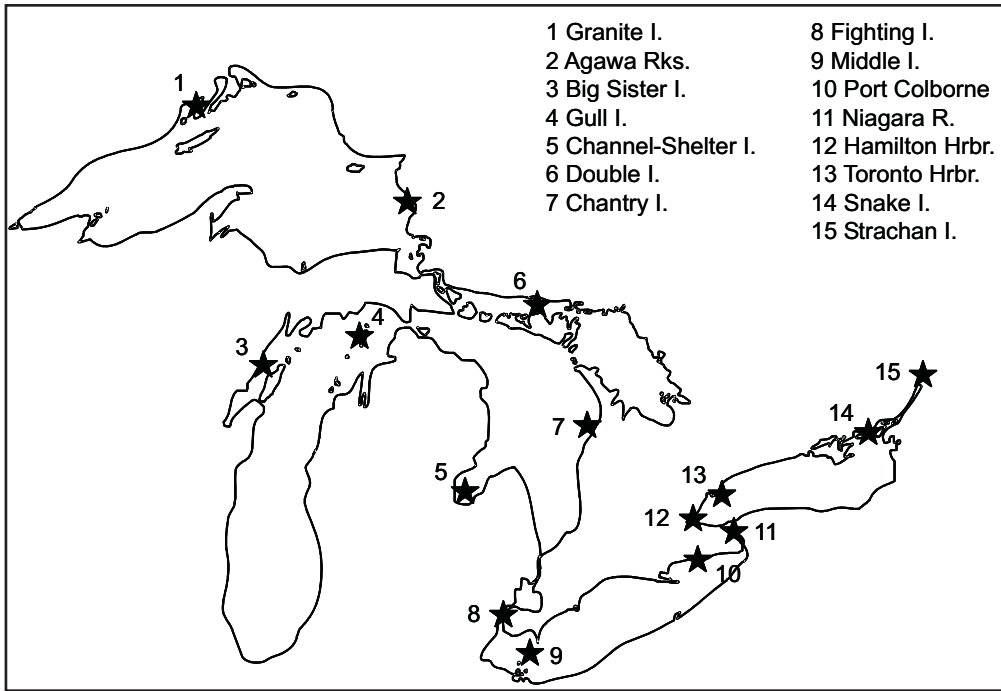 1 Granite I.
2 Agawa Rks.
3 Big Sister I.
4 Gull I.
5 Channel-Shelter I.
6 Double I.
7 Chantry I.
8 Fighting I.
9 Middle I.
10 Port Colborne
11 Niagara R.
12 Hamilton Hrbr.
13 Toronto Hrbr.
14 Snake I.
15 Strachan I.
1
2
6
4
3
15
14
7
5
13
12
11
10
8
9